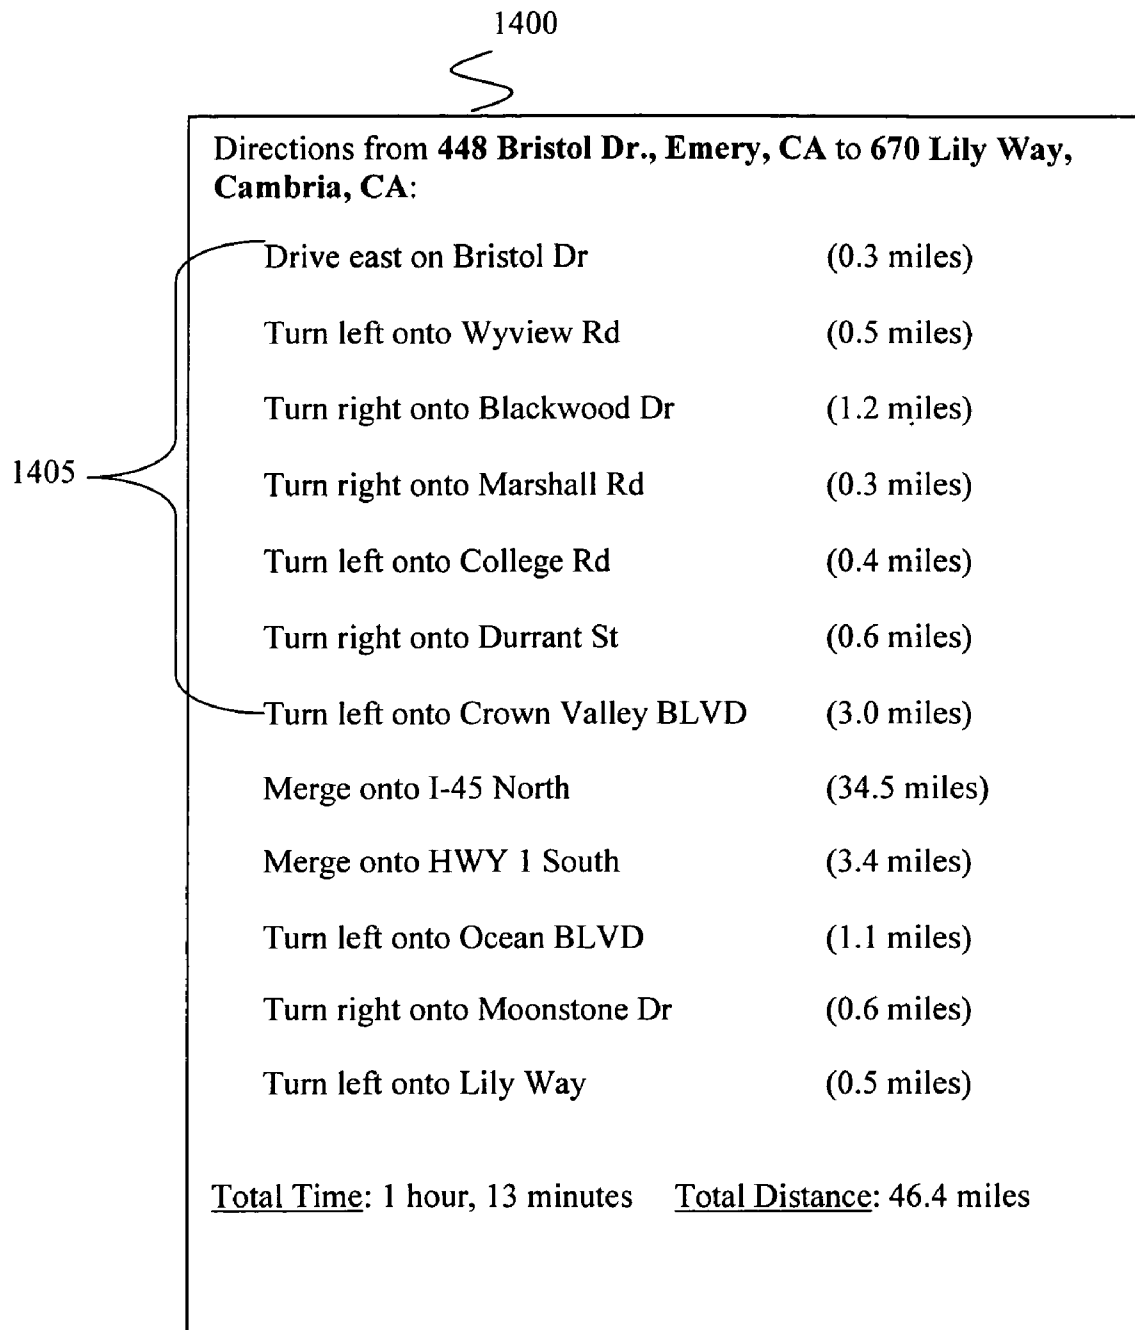 1400
Directions from 448 Bristol Dr., Emery, CA to 670 Lily Way,
Cambria, CA:
Drive east on Bristol Dr (0.3 miles)
Turn left onto Wyview Rd (0.5 miles)
Turn right onto Blackwood Dr (1.2 miles)
1405
Turn right onto Marshall Rd (0.3 miles)
Turn left onto College Rd (0.4 miles)
Turn right onto Durrant St (0.6 miles)
Turn left onto Crown Valley BLVD (3.0 miles)
Merge onto I-45 North (34.5 miles)
Merge onto HWY 1 South (3.4 miles)
Turn left onto Ocean BLVD (1.1 miles)
Turn right onto Moonstone Dr (0.6 miles)
Turn left onto Lily Way (0.5 miles)
Total Time: 1 hour, 13 minutes Total Distance: 46.4 miles